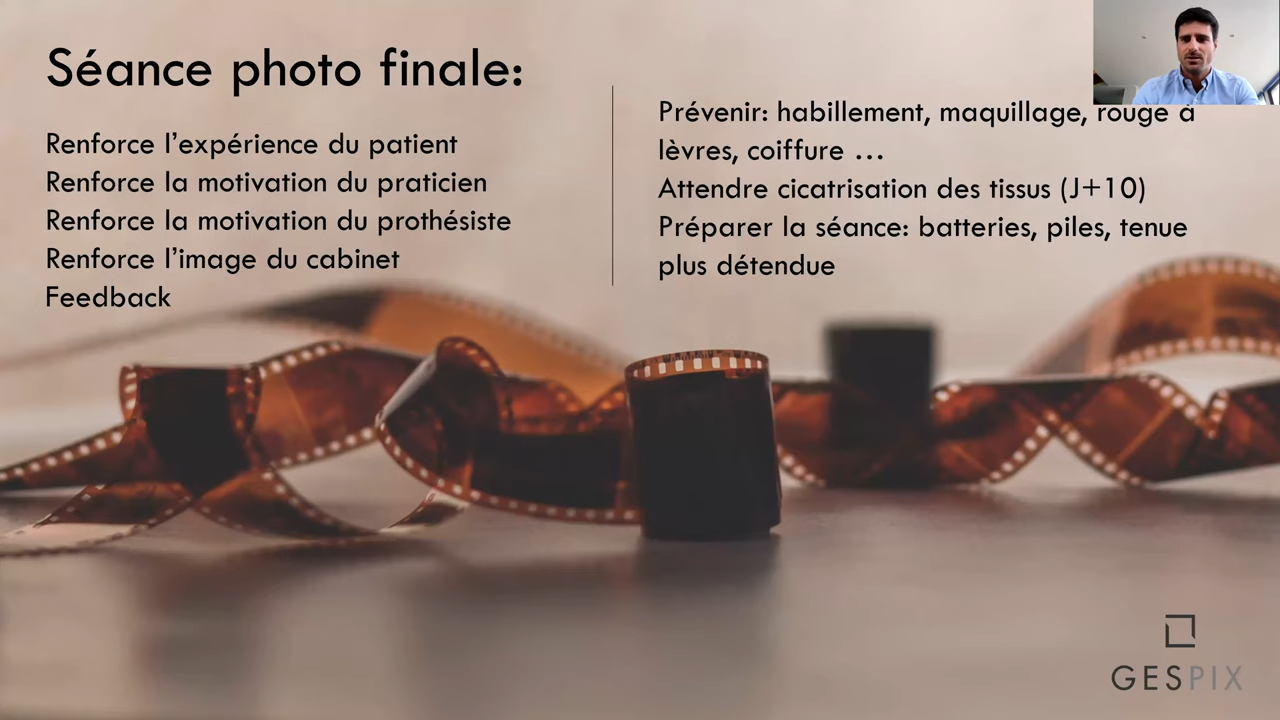 Séance photo finale:
Renforce l’expérience du patient
Renforce la motivation du praticien
Renforce la motivation du prothésiste
Renforce l’image du cabinet
Feedback
Prévenir: habillement, maquillage, rouge à
lèvres, coiffure …
Attendre cicatrisation des tissus (J+10)
Préparer la séance: batteries, piles, tenue
plus détendue
GESPIX